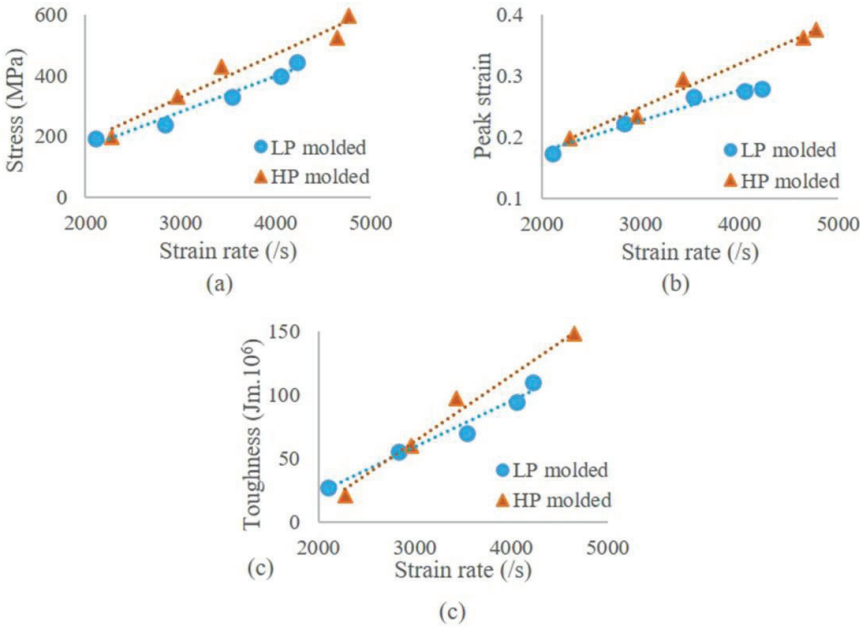 600
400
200
0
Stress (MPa)
LP molded
HP molded
2000 3000 4000 5000
Strain rate (/s)
(a)
0.4
0.3
0.2
0.1
Peak strain
LP molded
HP molded
2000 3000 4000 5000
Strain rate (/s)
(b)
150
100
50
0
Toughness (Jm.10⁶)
LP molded
HP molded
2000 3000 4000 5000
(c) Strain rate (/s)
(c)